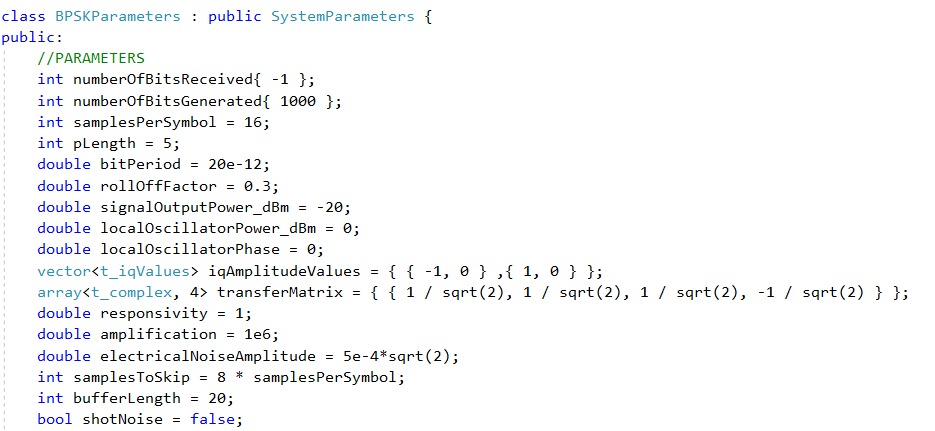 class BPSKParameters : public SystemParameters {
public:
//PARAMETERS
int numberOfBitsReceived{ -1 };
int numberOfBitsGenerated{ 1000 };
int samplesPerSymbol = 16;
int pLength = 5;
double bitPeriod = 20e-12;
double rollOffFactor = 0.3;
double signalOutputPower_dBm = -20;
double localOscillatorPower_dBm = 0;
double localOscillatorPhase = 0;
vector<t_iqValues> iqAmplitudeValues = { { -1, 0 } ,{ 1, 0 } };
array<t_complex, 4> transferMatrix = { { 1 / sqrt(2), 1 / sqrt(2), 1 / sqrt(2), -1 / sqrt(2) } };
double responsivity = 1;
double amplification = 1e6;
double electricalNoiseAmplitude = 5e-4*sqrt(2);
int samplesToSkip = 8 * samplesPerSymbol;
int bufferLength = 20;
bool shotNoise = false;